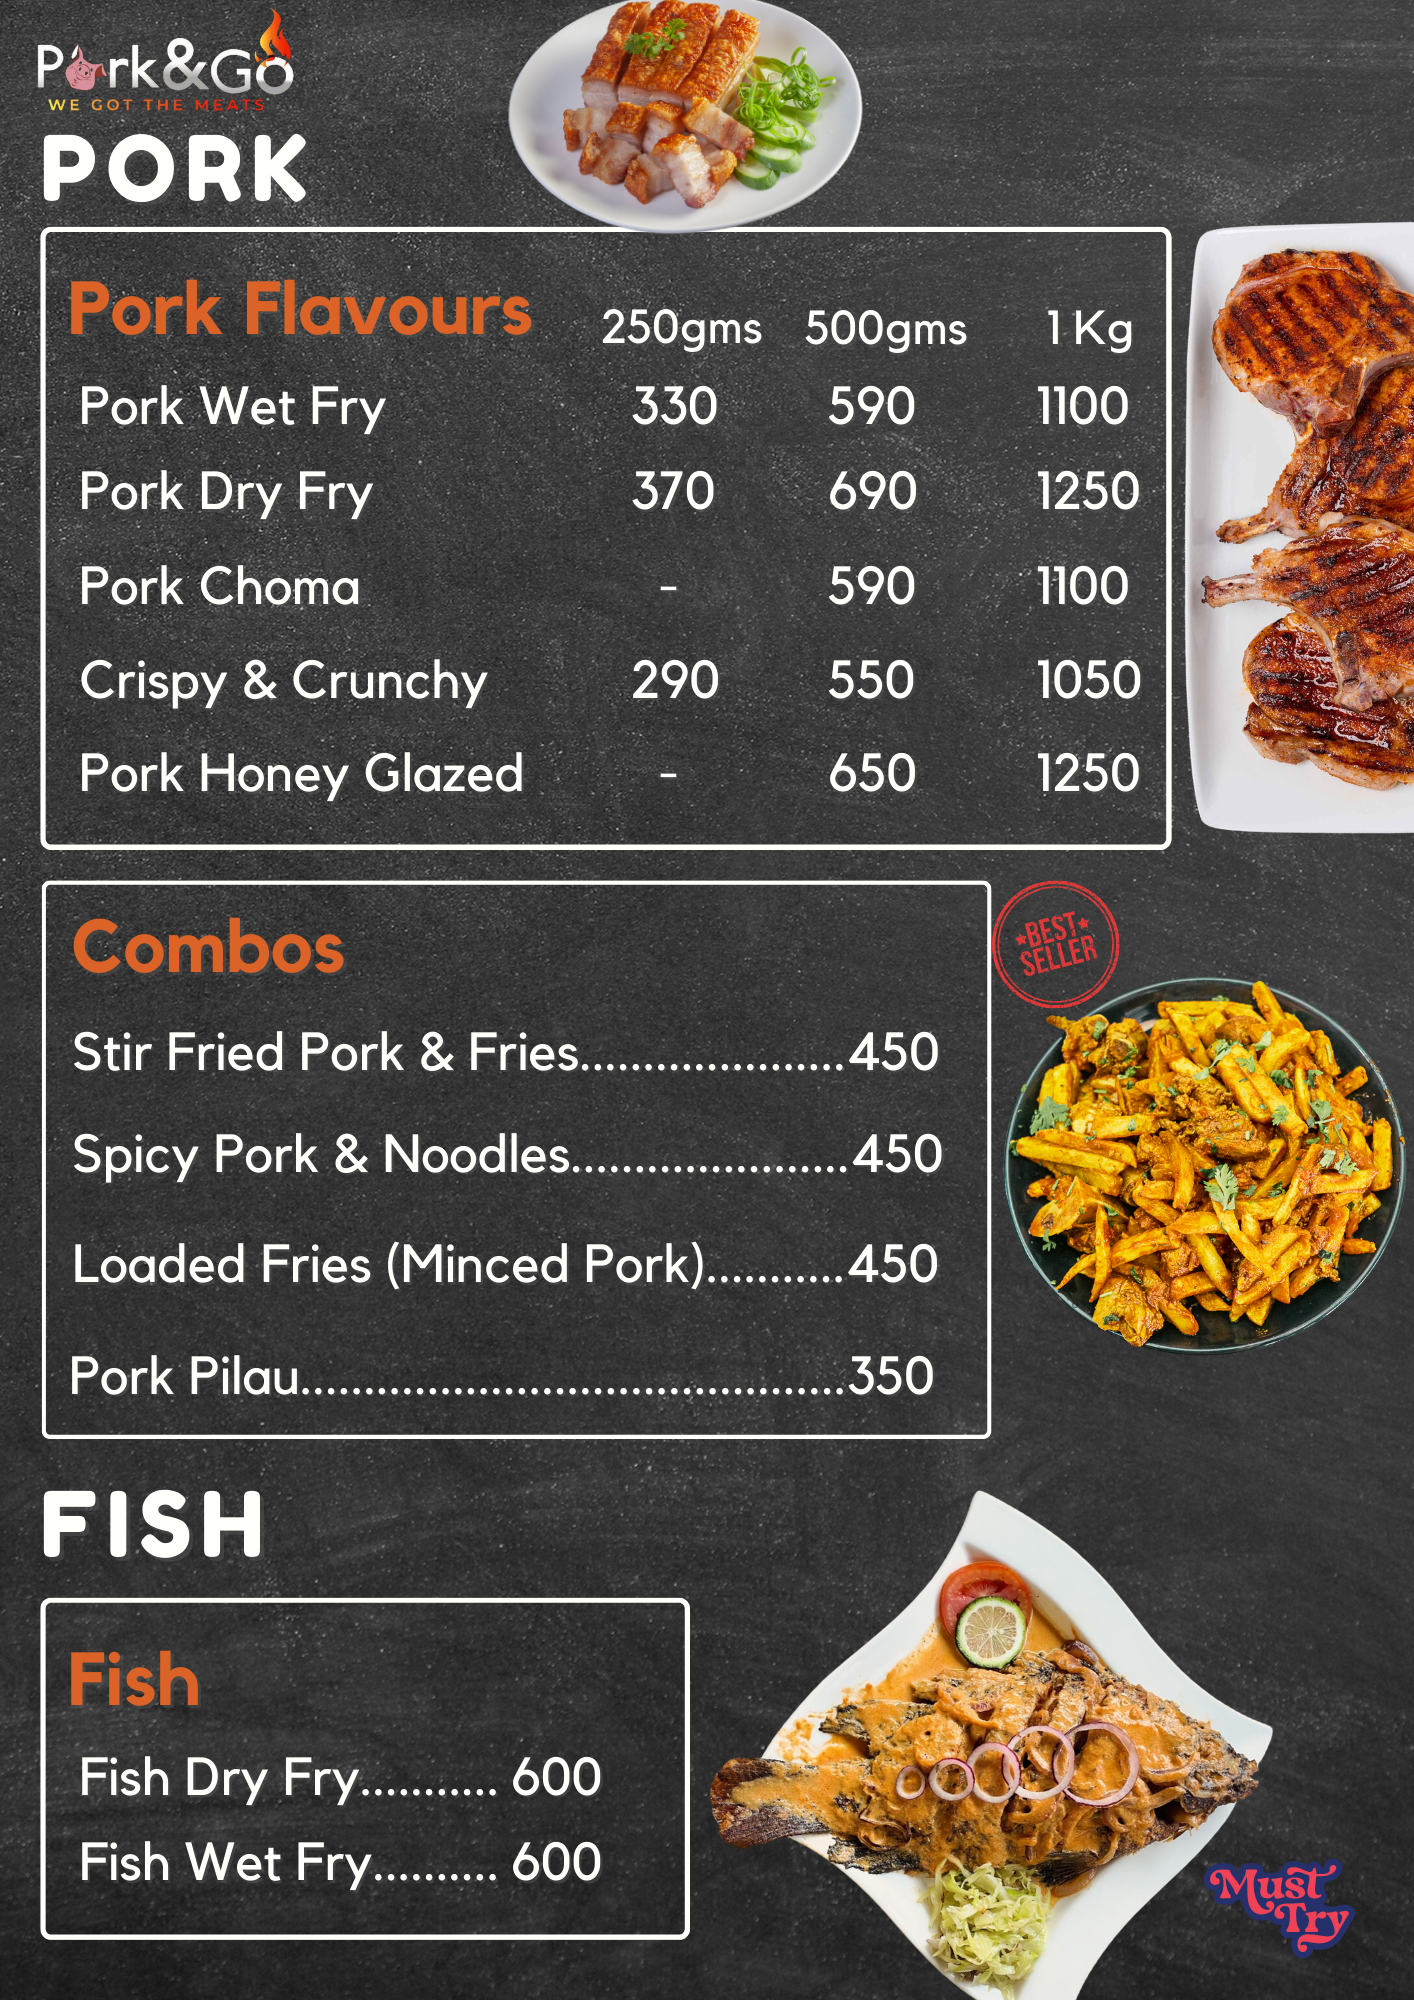 Pork&Go
WE GOT THE MEATS
PORK
Pork Flavours 250gms 500gms 1 Kg
Pork Wet Fry 330 590 1100
Pork Dry Fry 370 690 1250
Pork Choma - 590 1100
Crispy & Crunchy 290 550 1050
Pork Honey Glazed - 650 1250
Combos
BEST
SELLER
Stir Fried Pork & Fries.....................450
Spicy Pork & Noodles......................450
Loaded Fries (Minced Pork)...........450
Pork Pilau...........................................350
FISH
Fish
Fish Dry Fry........... 600
Fish Wet Fry.......... 600
Must
Try